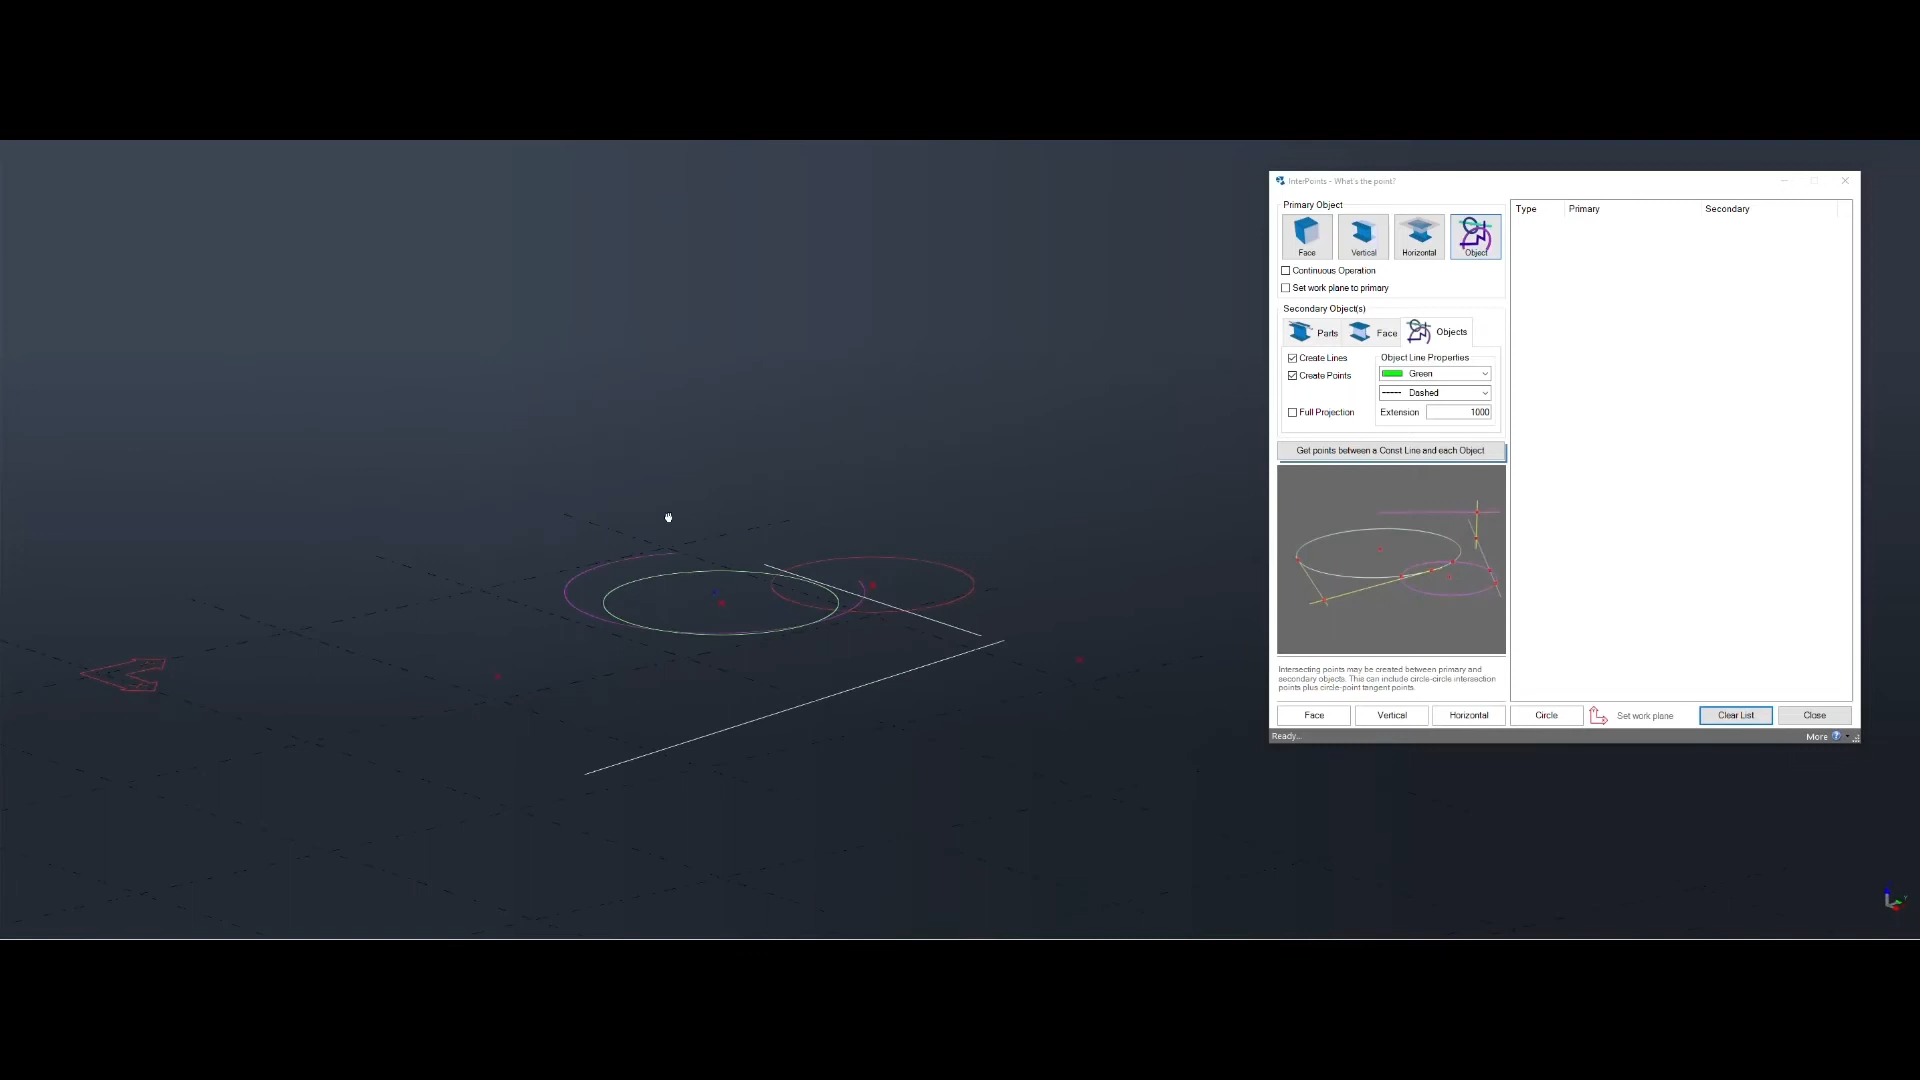 InterPoints - What's the point?
Primary Object
Face
Vertical
Horizontal
Object
Continuous Operation
Set work plane to primary
Secondary Object(s)
Parts
Face
Objects
Create Lines
Create Points
Full Projection
Object Line Properties
Green
Dashed
Extension 1000
Get points between a Const Line and each Object
Intersecting points may be created between primary and
secondary objects. This can include circle-circle intersection
points plus circle-point tangent points.
Type Primary Secondary
Face Vertical Horizontal Circle Set work plane Clear List Close
Ready... More